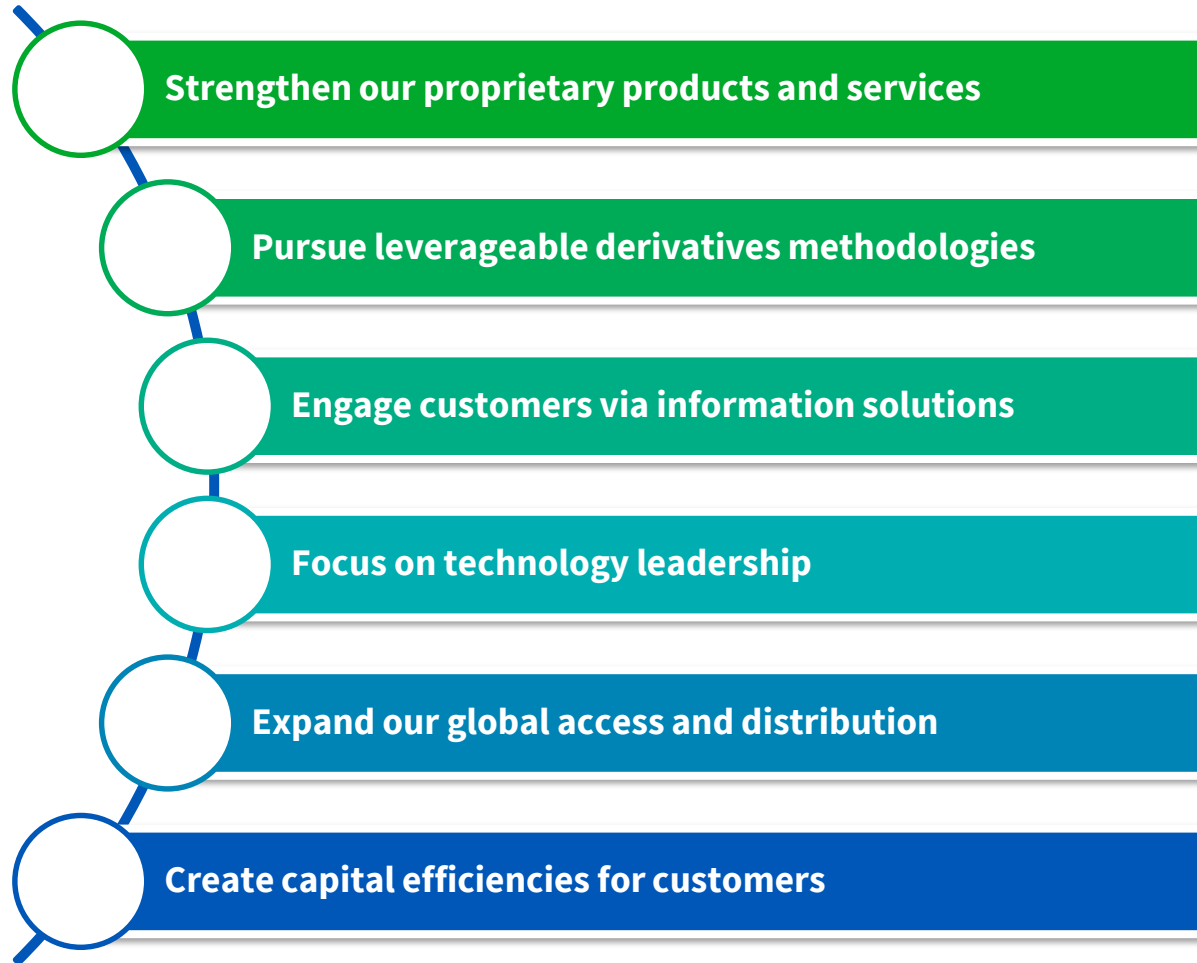 Strengthen our proprietary products and services
Pursue leverageable derivatives methodologies
Engage customers via information solutions
Focus on technology leadership
Expand our global access and distribution
Create capital efficiencies for customers